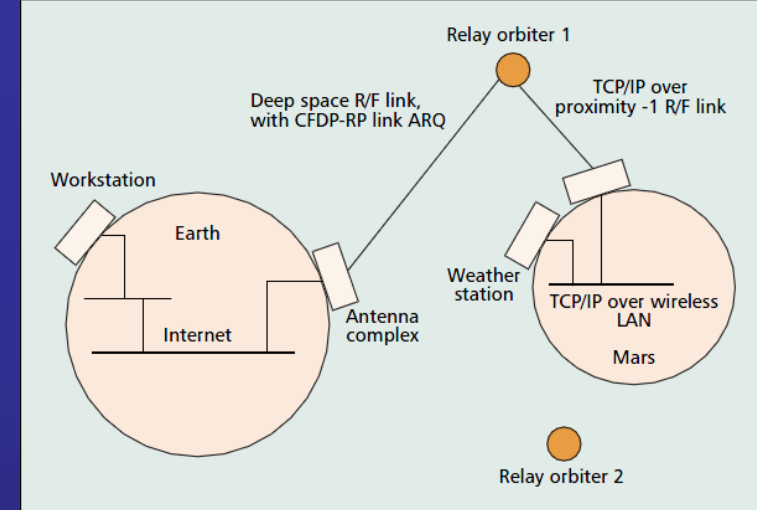 Relay orbiter 1
Deep space R/F link,
with CFDP-RP link ARQ
TCP/IP over
proximity -1 R/F link
Workstation
Earth
Internet
Antenna
complex
Weather
station
TCP/IP over wireless
LAN
Mars
Relay orbiter 2